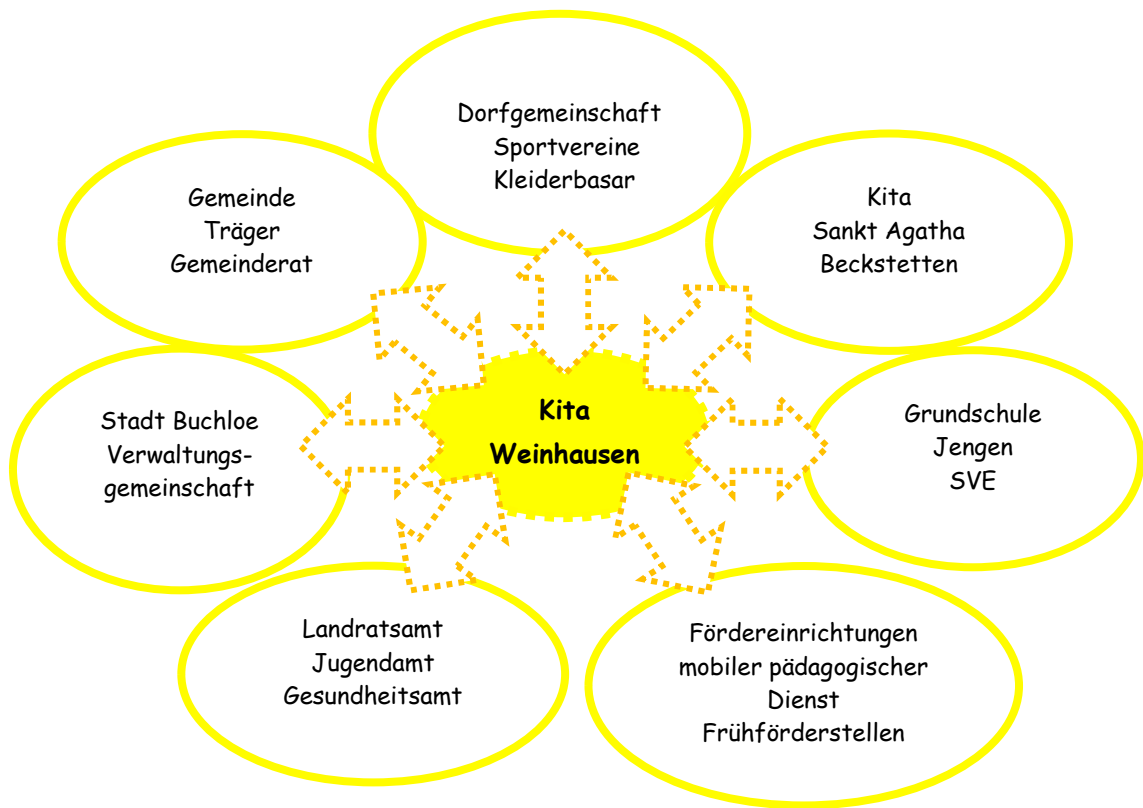 Dorfgemeinschaft
Sportvereine
Kleiderbasar
Gemeinde
Träger
Gemeinderat
Kita
Sankt Agatha
Beckstetten
Kita
Weinhausen
Stadt Buchloe
Verwaltungs-
gemeinschaft
Grundschule
Jengen
SVE
Landratsamt
Jugendamt
Gesundheitsamt
Fördereinrichtungen
mobiler pädagogischer
Dienst
Frühförderstellen